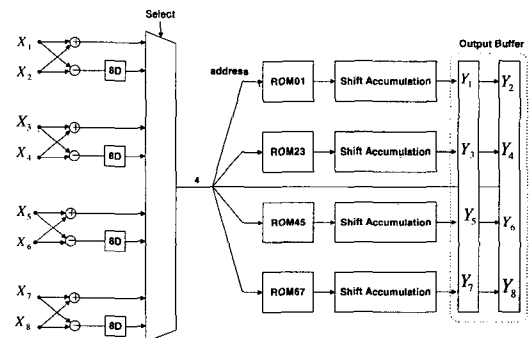 Select
Output Buffer
X1
X2
8D
X3
X4
8D
X5
X6
8D
X7
X8
8D
4
address
ROM01
Shift Accumulation
Y1
Y2
ROM23
Shift Accumulation
Y3
Y4
ROM45
Shift Accumulation
Y5
Y6
ROM67
Shift Accumulation
Y7
Y8